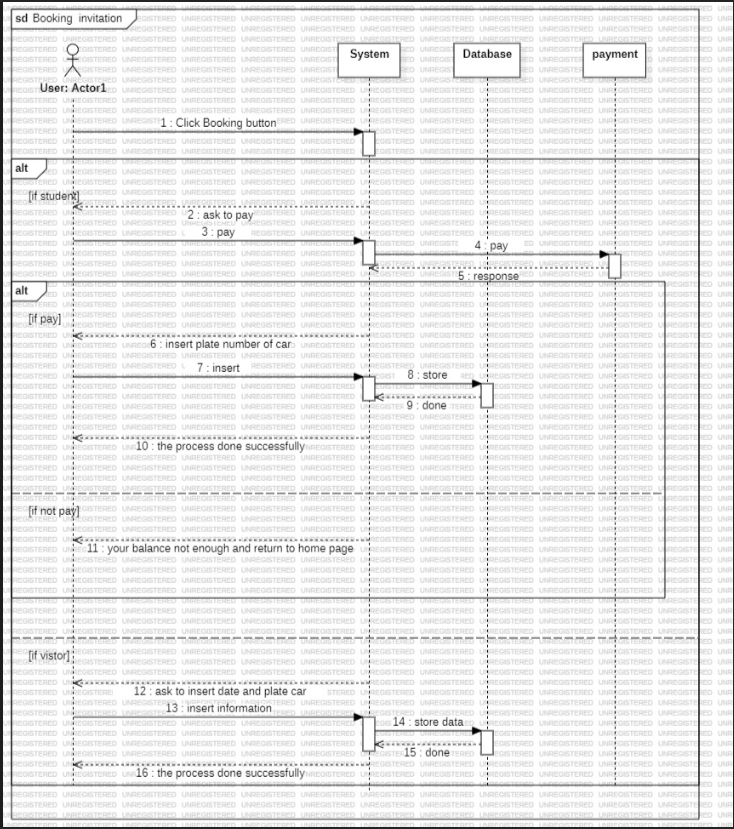 sd Booking invitation
System
Database
payment
User: Actor1
1 : Click Booking button
alt
[if student]
2 : ask to pay
3 : pay
4 : pay
5 : response
alt
[if pay]
6 : insert plate number of car
7 : insert
8 : store
9 : done
10 : the process done successfully
[if not pay]
11 : your balance not enough and return to home page
[if vistor]
12 : ask to insert date and plate car
13 : insert information
14 : store data
15 : done
16 : the process done successfully
UNREGISTERED